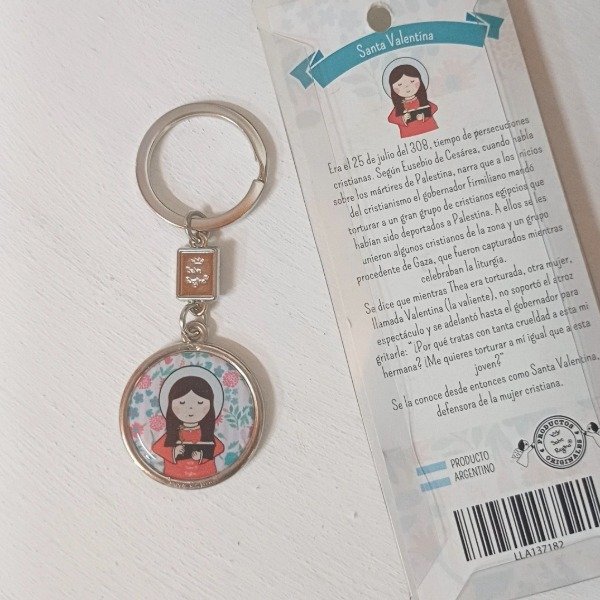 Santa Valentina
PRODUCTO
ARGENTINO
Era el 25 de julio del 308, tiempo de persecuciones
cristianas. Según Eusebio de Cesárea, cuando habla
sobre los mártires de Palestina, narra que a los inicios
del cristianismo el gobernador Firmiliano mandó
torturar a un gran grupo de cristianos egipcios que
habían sido deportados a Palestina. A ellos se les
unieron algunos cristianos de la zona y un grupo
procedente de Gaza, que fueron capturados mientras
celebraban la liturgia.
Se dice que mientras Thea era torturada, otra mujer,
llamada Valentina (la valiente), no soportó el atroz
espectáculo y se adelantó hasta el gobernador para
gritarle: "¿Por qué tratas con tanta crueldad a esta mi
hermana? ¡Me quieres torturar a mí igual que a esta
joven?"
Se la conoce desde entonces como Santa Valentina,
defensora de la mujer cristiana.
PRODUCTO
ARGENTINO
PRODUCTOS
ORIGINALES
LLA137182